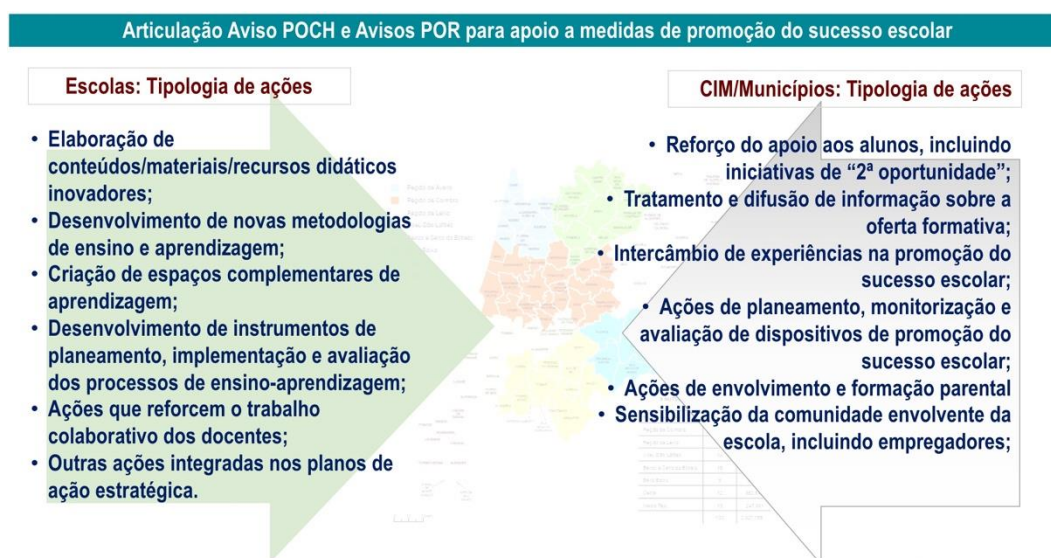 Articulação Aviso POCH e Avisos POR para apoio a medidas de promoção do sucesso escolar
Escolas: Tipologia de ações
• Elaboração de
conteúdos/materiais/recursos didáticos
inovadores;
• Desenvolvimento de novas metodologias
de ensino e aprendizagem;
• Criação de espaços complementares de
aprendizagem;
• Desenvolvimento de instrumentos de
planeamento, implementação e avaliação
dos processos de ensino-aprendizagem;
• Ações que reforcem o trabalho
colaborativo dos docentes;
• Outras ações integradas nos planos de
ação estratégica.
CIM/Municípios: Tipologia de ações
• Reforço do apoio aos alunos, incluindo
iniciativas de “2ª oportunidade”;
• Tratamento e difusão de informação sobre a
oferta formativa;
• Intercâmbio de experiências na promoção do
sucesso escolar;
• Ações de planeamento, monitorização e
avaliação de dispositivos de promoção do
sucesso escolar;
• Ações de envolvimento e formação parental
• Sensibilização da comunidade envolvente da
escola, incluindo empregadores;
Região de Aveiro
Região de Coimbra